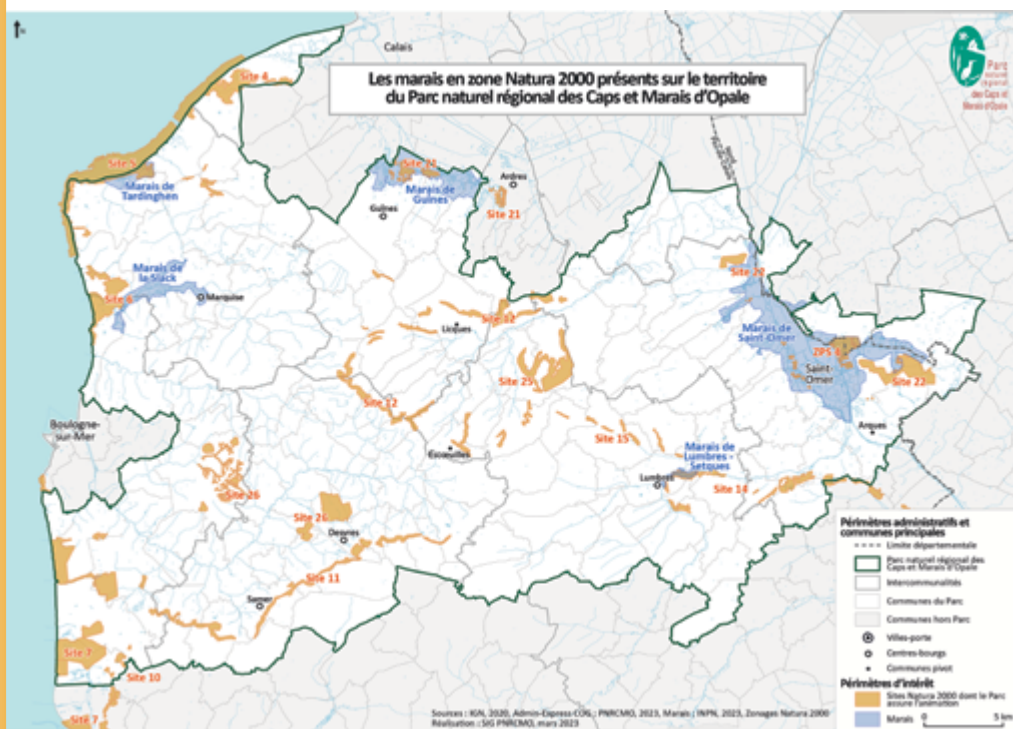 N
Calais
Parc
naturel
régional
des Caps et
Marais d'Opale
Les marais en zone Natura 2000 présents sur le territoire
du Parc naturel régional des Caps et Marais d'Opale
Site 4
Site 5
Marais de
Tardinghen
Marais de
Guînes
Guînes
Ardres
Site 21
Marais de
la Slack
Marquise
Site 6
Licques
Site 12
Site 22
Marais de
Saint-Omer
ZPS 3
Saint-
Omer
Site 22
Site 25
Site 12
Boulogne-
sur-Mer
Arques
Site 15
Escœuilles
Marais de
Lumbres -
Setques
Lumbres
Site 14
Site 26
Site 26
Desvres
Site 11
Samer
Site 7
Site 10
Site 7
Périmètres administratifs et
communes principales
Limite départementale
Parc naturel régional des
Caps et Marais d'Opale
Intercommunalités
Communes du Parc
Communes hors Parc
Villes-porte
Centres-bourgs
Communes pivot
Périmètres d'intérêt
Sites Natura 2000 dont le Parc
assure l'animation
Marais
0 5 km
Sources : IGN, 2020, Admin-Express-COG ; PNRCMO, 2023, Marais ; INPN, 2023, Zonages Natura 2000
Réalisation : SIG PNRCMO, mars 2023